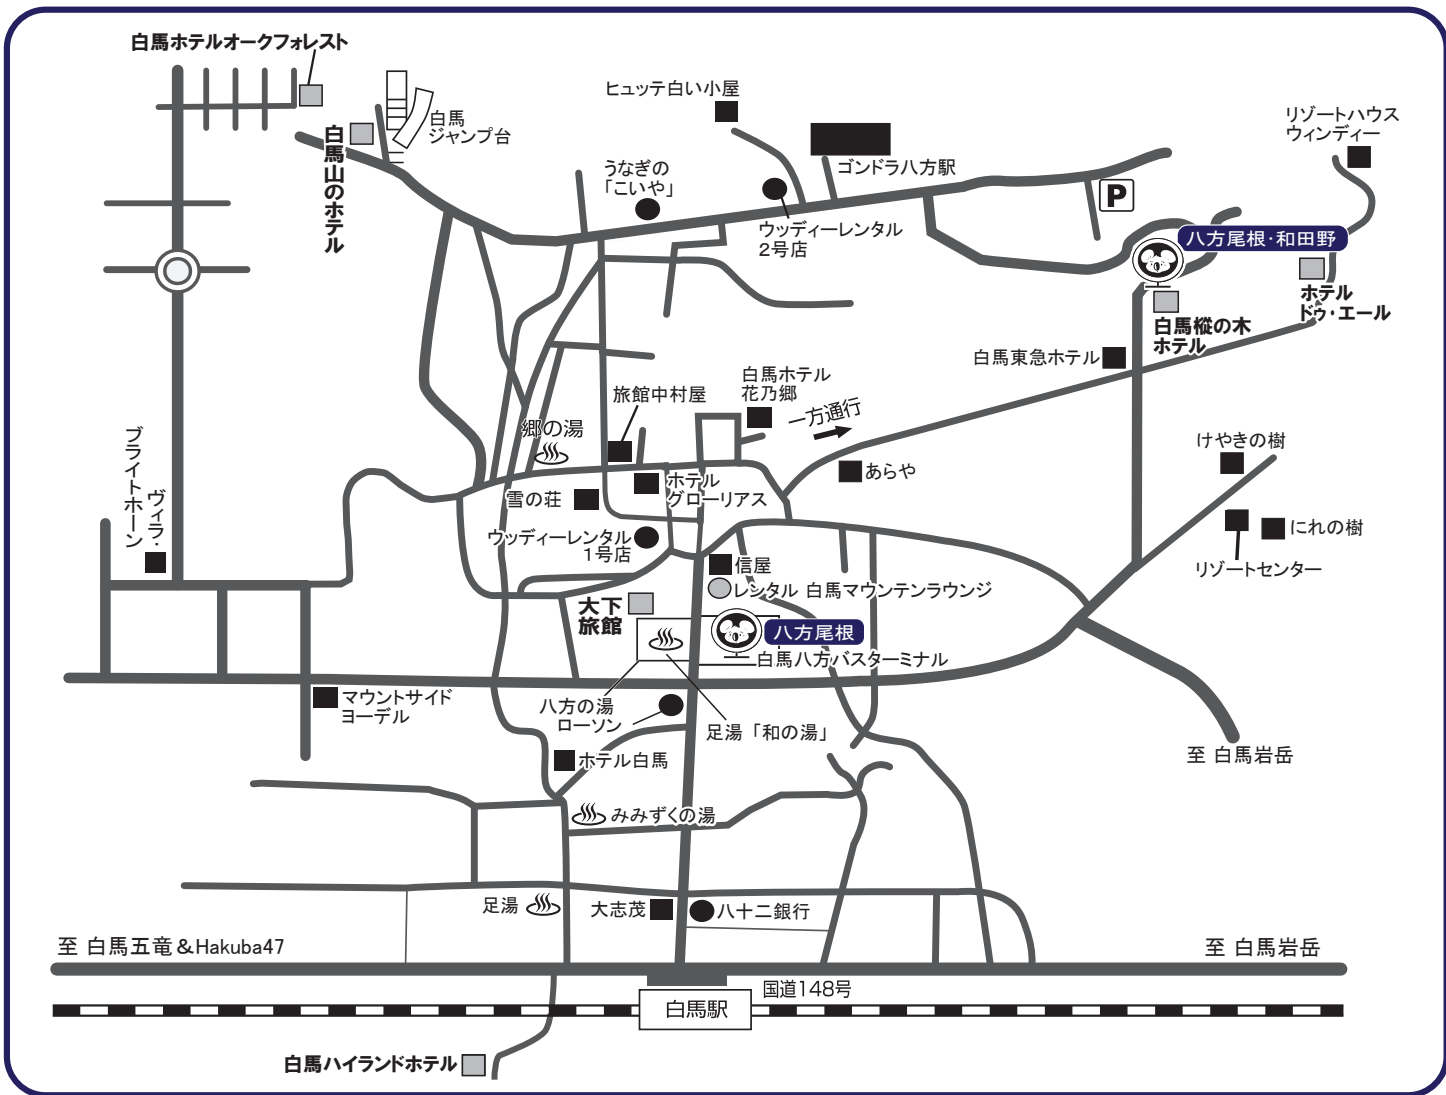 白馬ホテルオークフォレスト
白馬
ジャンプ台
白馬山のホテル
ヒュッテ白い小屋
うなぎの
「こいや」
ゴンドラ八方駅
ウッディーレンタル
2号店
リゾートハウス
ウィンディー
P
八方尾根・和田野
ホテル
ドゥ・エール
白馬樅の木
ホテル
白馬東急ホテル
白馬ホテル
花乃郷
一方通行
旅館中村屋
郷の湯
ヴィラ・
ブライトホーン
あらや
けやきの樹
ホテル
グローリアス
雪の荘
ウッディーレンタル
1号店
にれの樹
リゾートセンター
信屋
レンタル 白馬マウンテンラウンジ
大下
旅館
八方尾根
白馬八方バスターミナル
マウントサイド
ヨーデル
八方の湯
ローソン
足湯「和の湯」
至 白馬岩岳
ホテル白馬
みみずくの湯
足湯
大志茂
八十二銀行
至 白馬五竜&Hakuba47
至 白馬岩岳
国道148号
白馬駅
白馬ハイランドホテル